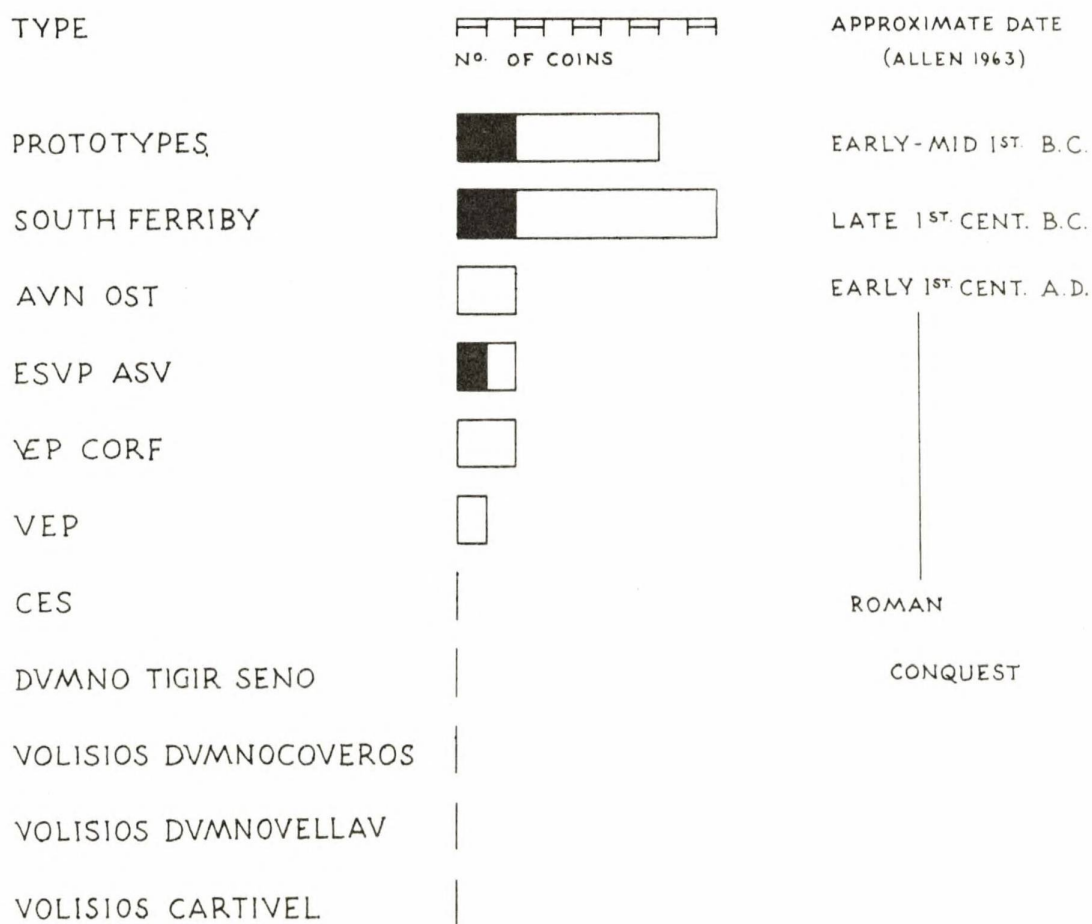 TYPE
No. OF COINS
APPROXIMATE DATE
(ALLEN 1963)
PROTOTYPES
EARLY-MID 1ST. B.C.
SOUTH FERRIBY
LATE 1ST. CENT. B.C.
AVN OST
EARLY 1ST. CENT. A.D.
ESVP ASV
VEP CORF
VEP
CES
ROMAN
DVMNO TIGIR SENO
CONQUEST
VOLISIOS DVMNOCOVEROS
VOLISIOS DVMNOVELLAV
VOLISIOS CARTIVEL